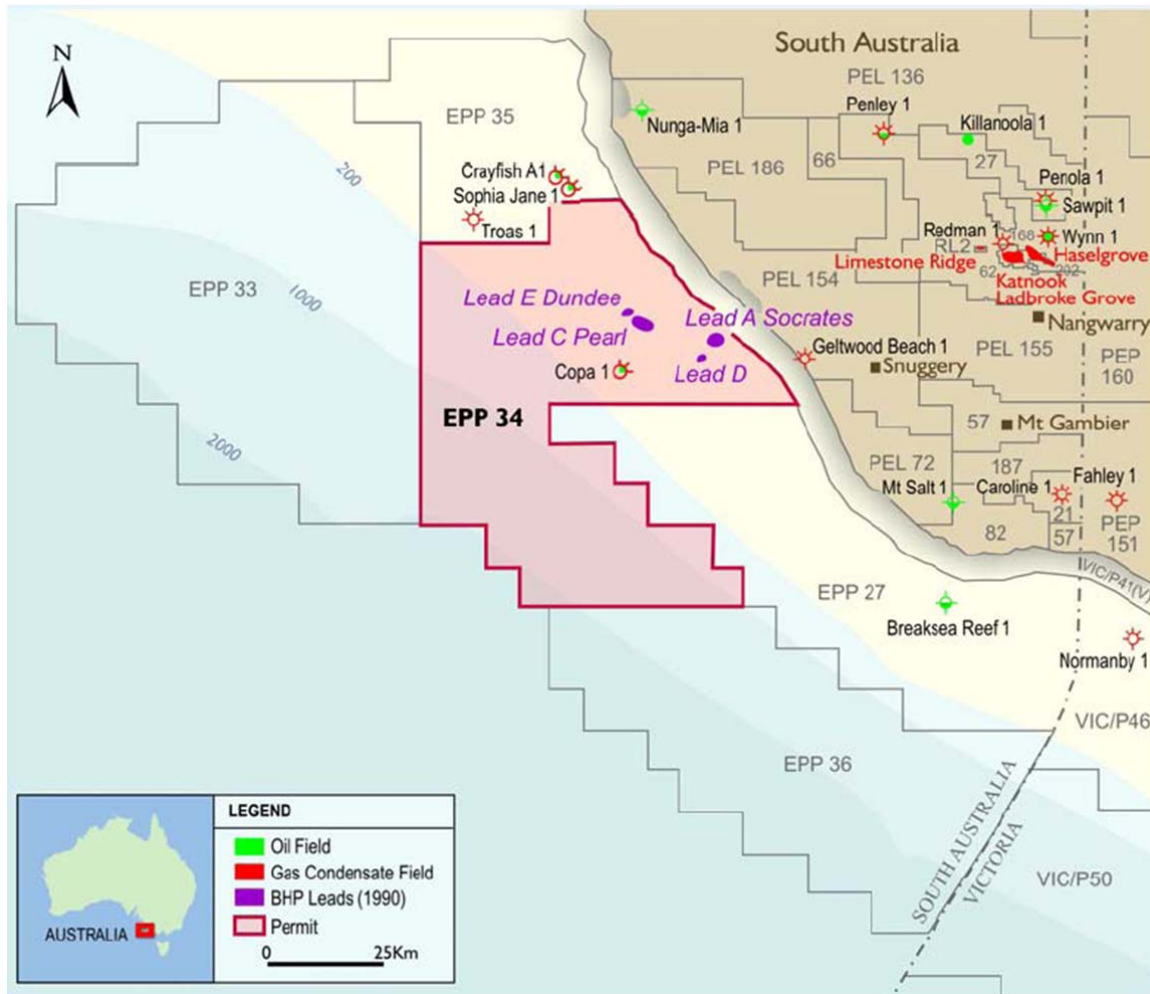 N
South Australia
PEL 136
Penley 1
EPP 35
Nunga-Mia 1
Killanoola 1
66
27
200
Crayfish A1
Sophia Jane 1
Troas 1
PEL 186
Penola 1
Sawpit 1
Redman 1
168
Wynn 1
RL2
Limestone Ridge
Haselgrove
62
202
Katnook
Ladbroke Grove
EPP 33
1000
PEL 154
Lead E Dundee
Lead C Pearl
Lead A Socrates
Nangwarry
Geltwood Beach 1
PEL 155
Snuggery
PEP
160
Copa 1
Lead D
EPP 34
57
Mt Gambier
2000
PEL 72
187
Fahley 1
Mt Salt 1
Caroline 1
21
82
57
PEP
151
VIC/P41(V)
EPP 27
Breaksea Reef 1
Normanby 1
VIC/P46
EPP 36
SOUTH AUSTRALIA
VICTORIA
VIC/P50
LEGEND
Oil Field
Gas Condensate Field
BHP Leads (1990)
Permit
0 25Km
AUSTRALIA